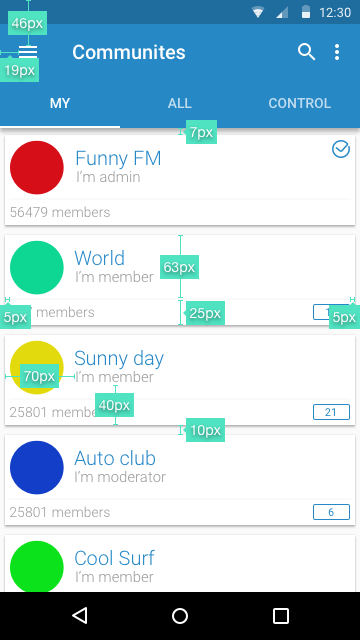 12:30
46px
Communites
19px
MY ALL CONTROL
7px
Funny FM
I'm admin
56479 members
World
I'm member
63px
members
25px
5px
5px
Sunny day
I'm member
70px
40px
25801 membe
21
10px
Auto club
I'm moderator
25801 members
6
Cool Surf
I'm member